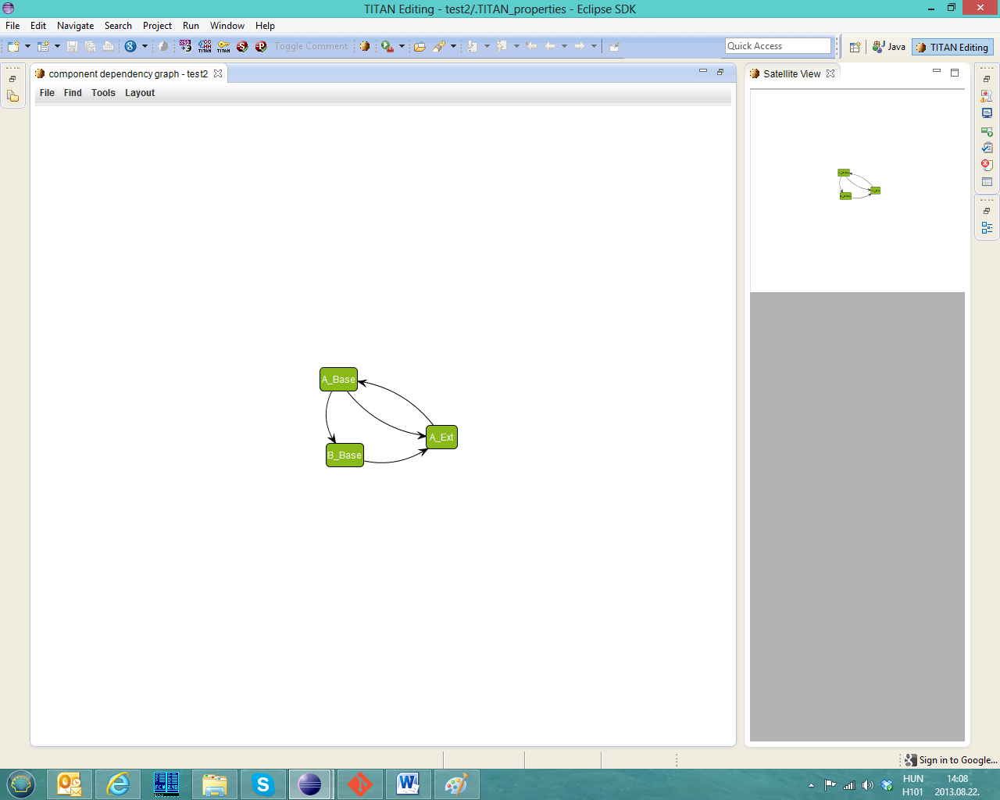 TITAN Editing - test2/.TITAN_properties - Eclipse SDK
File Edit Navigate Search Project Run Window Help
Toggle Comment
Quick Access
Java
TITAN Editing
component dependency graph - test2
Satellite View
File Find Tools Layout
A_Base
A_Ext
B_Base
Sign in to Google...
HUN 14:08
H101 2013.08.22.